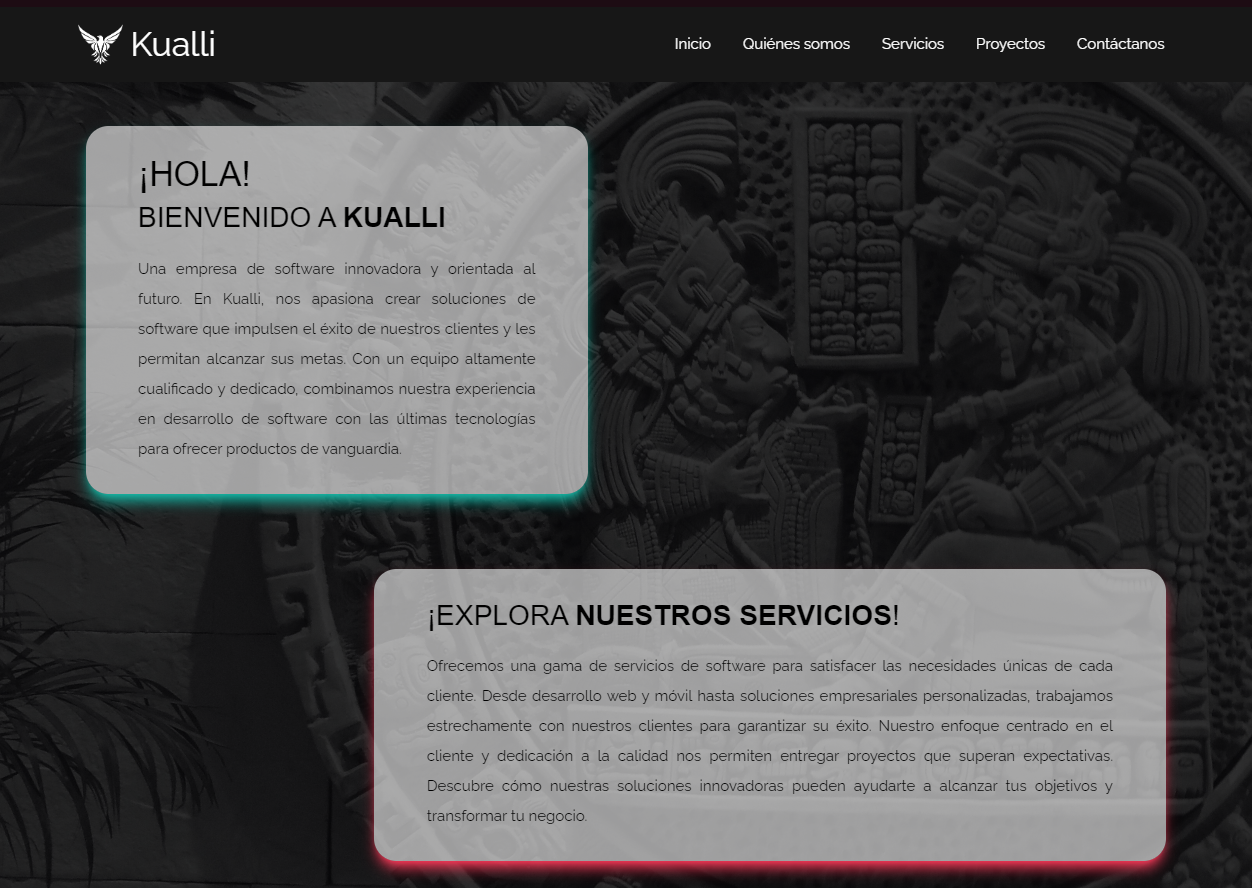 Kualli
Inicio Quiénes somos Servicios Proyectos Contáctanos
¡HOLA!
BIENVENIDO A KUALLI
Una empresa de software innovadora y orientada al
futuro. En Kualli, nos apasiona crear soluciones de
software que impulsen el éxito de nuestros clientes y les
permitan alcanzar sus metas. Con un equipo altamente
cualificado y dedicado, combinamos nuestra experiencia
en desarrollo de software con las últimas tecnologías
para ofrecer productos de vanguardia.
¡EXPLORA NUESTROS SERVICIOS!
Ofrecemos una gama de servicios de software para satisfacer las necesidades únicas de cada
cliente. Desde desarrollo web y móvil hasta soluciones empresariales personalizadas, trabajamos
estrechamente con nuestros clientes para garantizar su éxito. Nuestro enfoque centrado en el
cliente y dedicación a la calidad nos permiten entregar proyectos que superan expectativas.
Descubre cómo nuestras soluciones innovadoras pueden ayudarte a alcanzar tus objetivos y
transformar tu negocio.